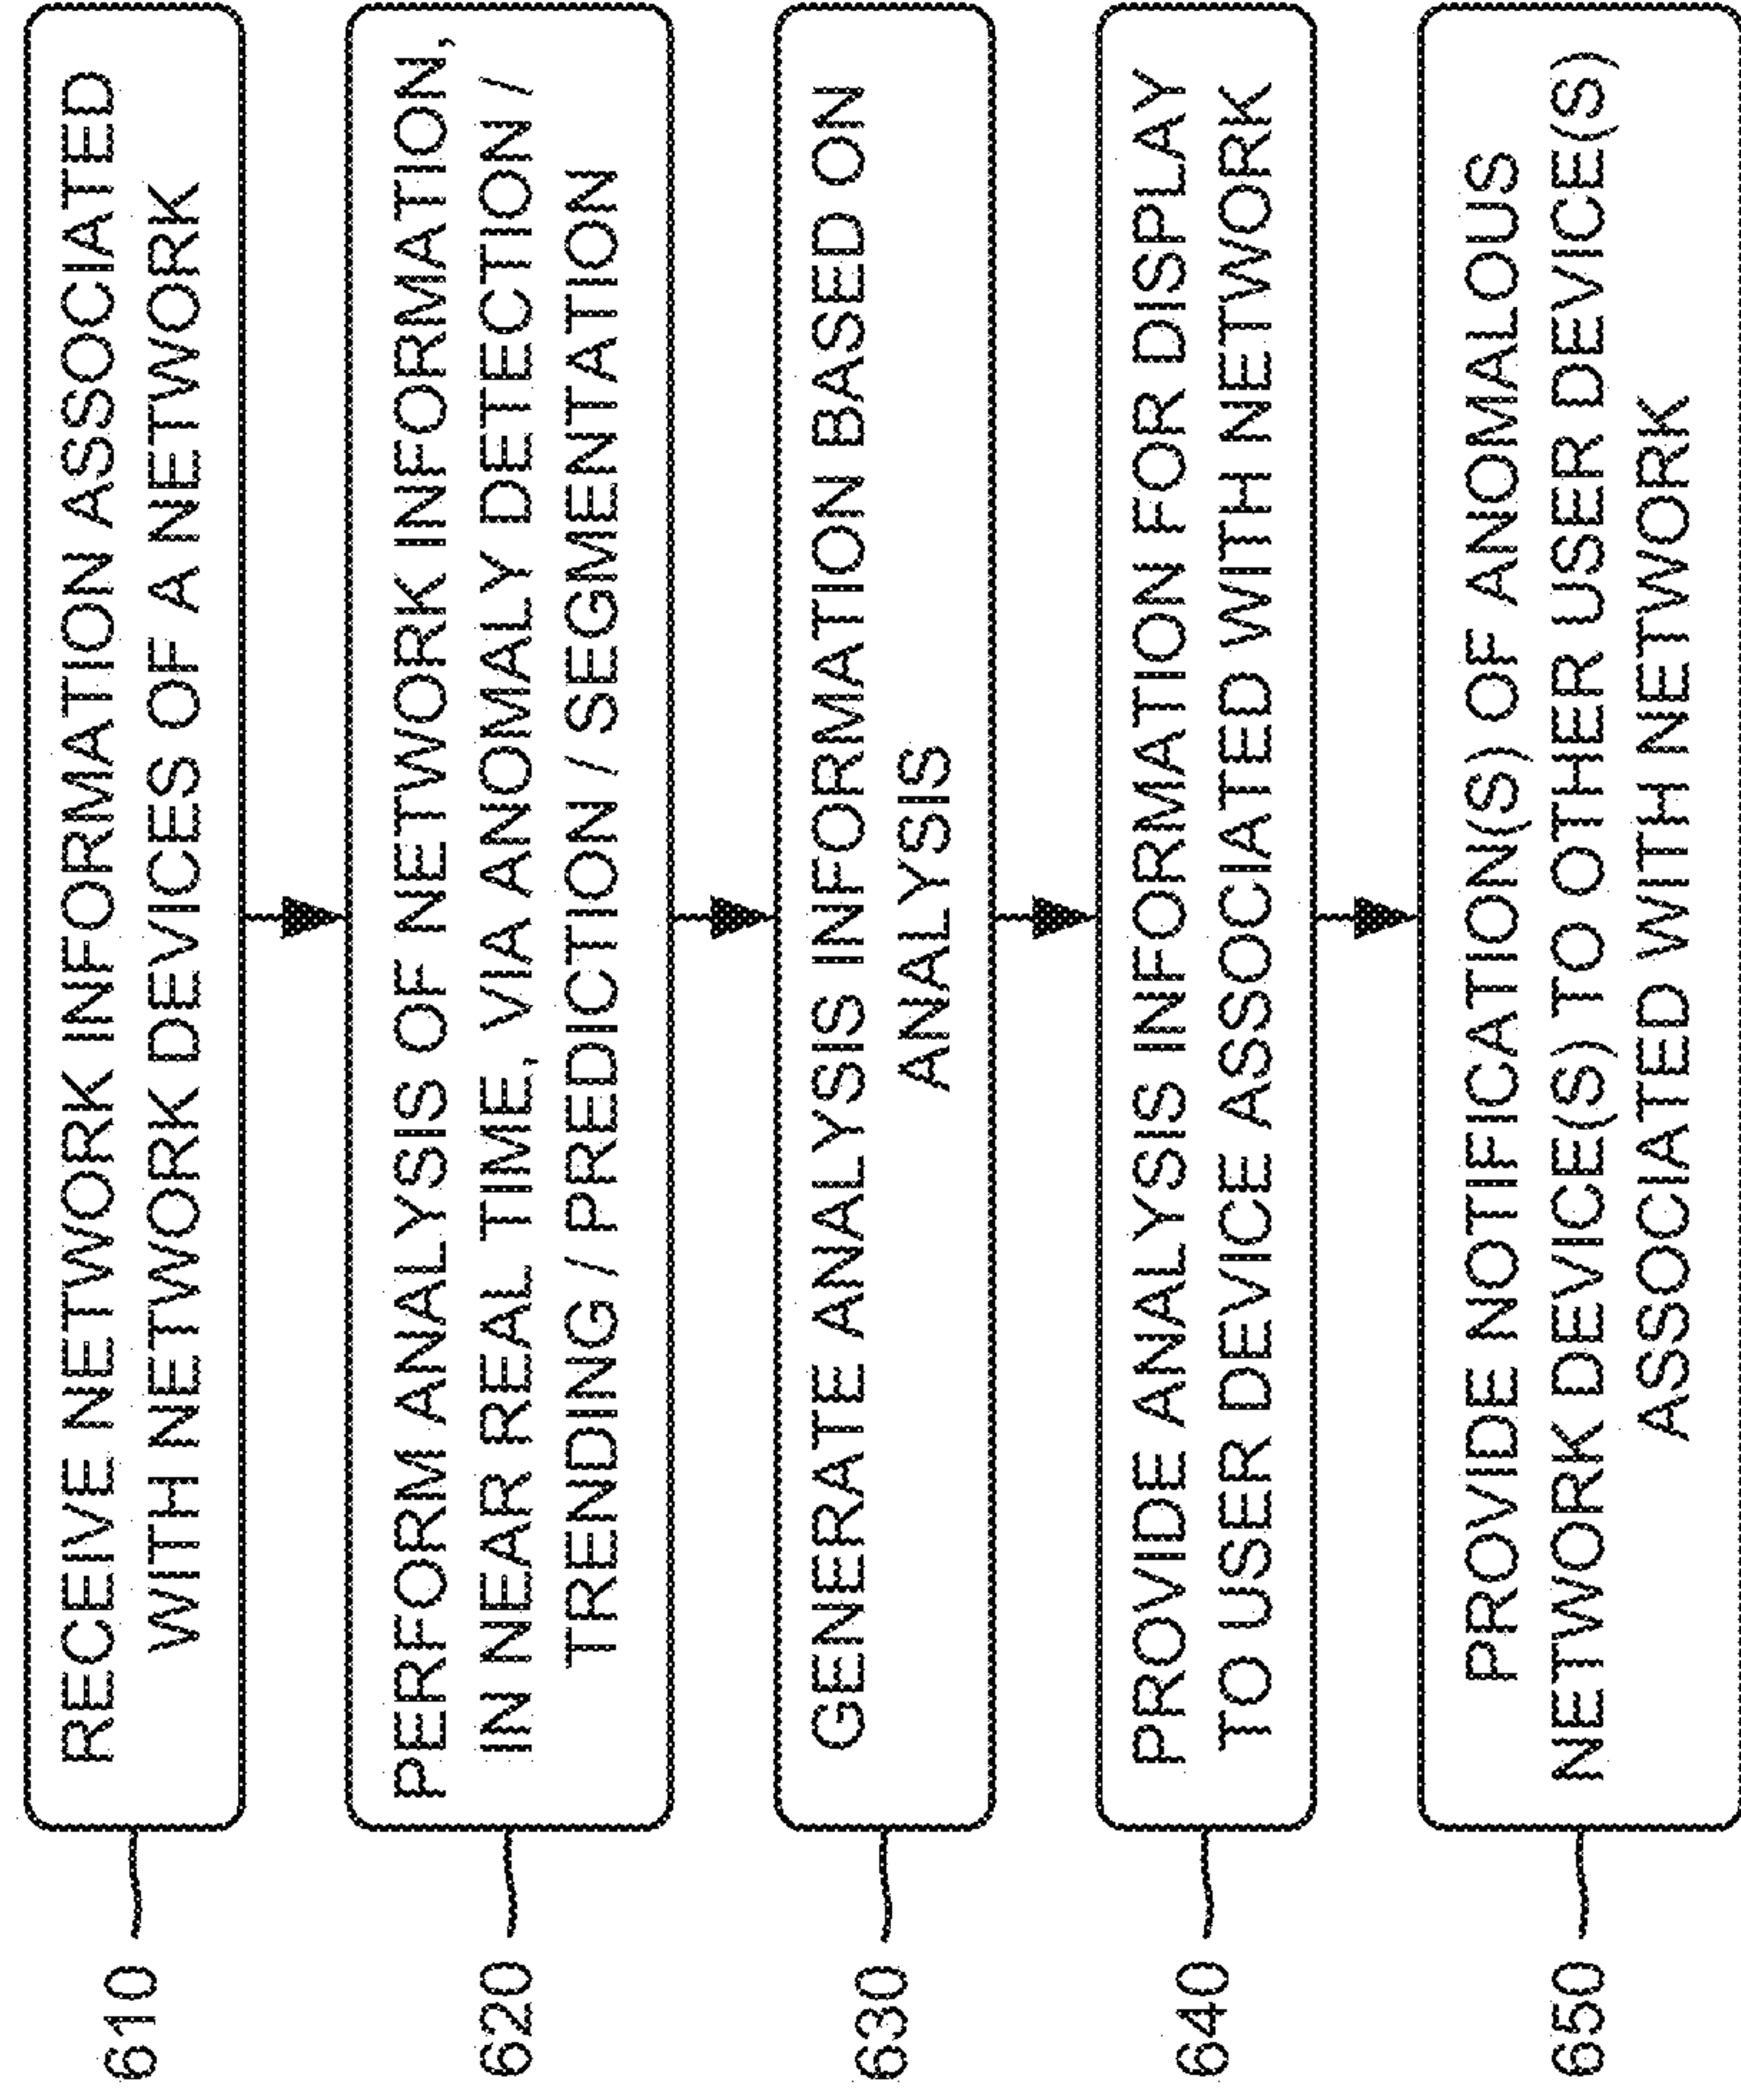 610
RECEIVE NETWORK INFORMATION ASSOCIATED
WITH NETWORK DEVICES OF A NETWORK
620
PERFORM ANALYSIS OF NETWORK INFORMATION,
IN NEAR REAL TIME, VIA ANOMALY DETECTION /
TRENDING / PREDICTION / SEGMENTATION
630
GENERATE ANALYSIS INFORMATION BASED ON
ANALYSIS
640
PROVIDE ANALYSIS INFORMATION FOR DISPLAY
TO USER DEVICE ASSOCIATED WITH NETWORK
650
PROVIDE NOTIFICATION(S) OF ANOMALOUS
NETWORK DEVICE(S) TO OTHER USER DEVICE(S)
ASSOCIATED WITH NETWORK